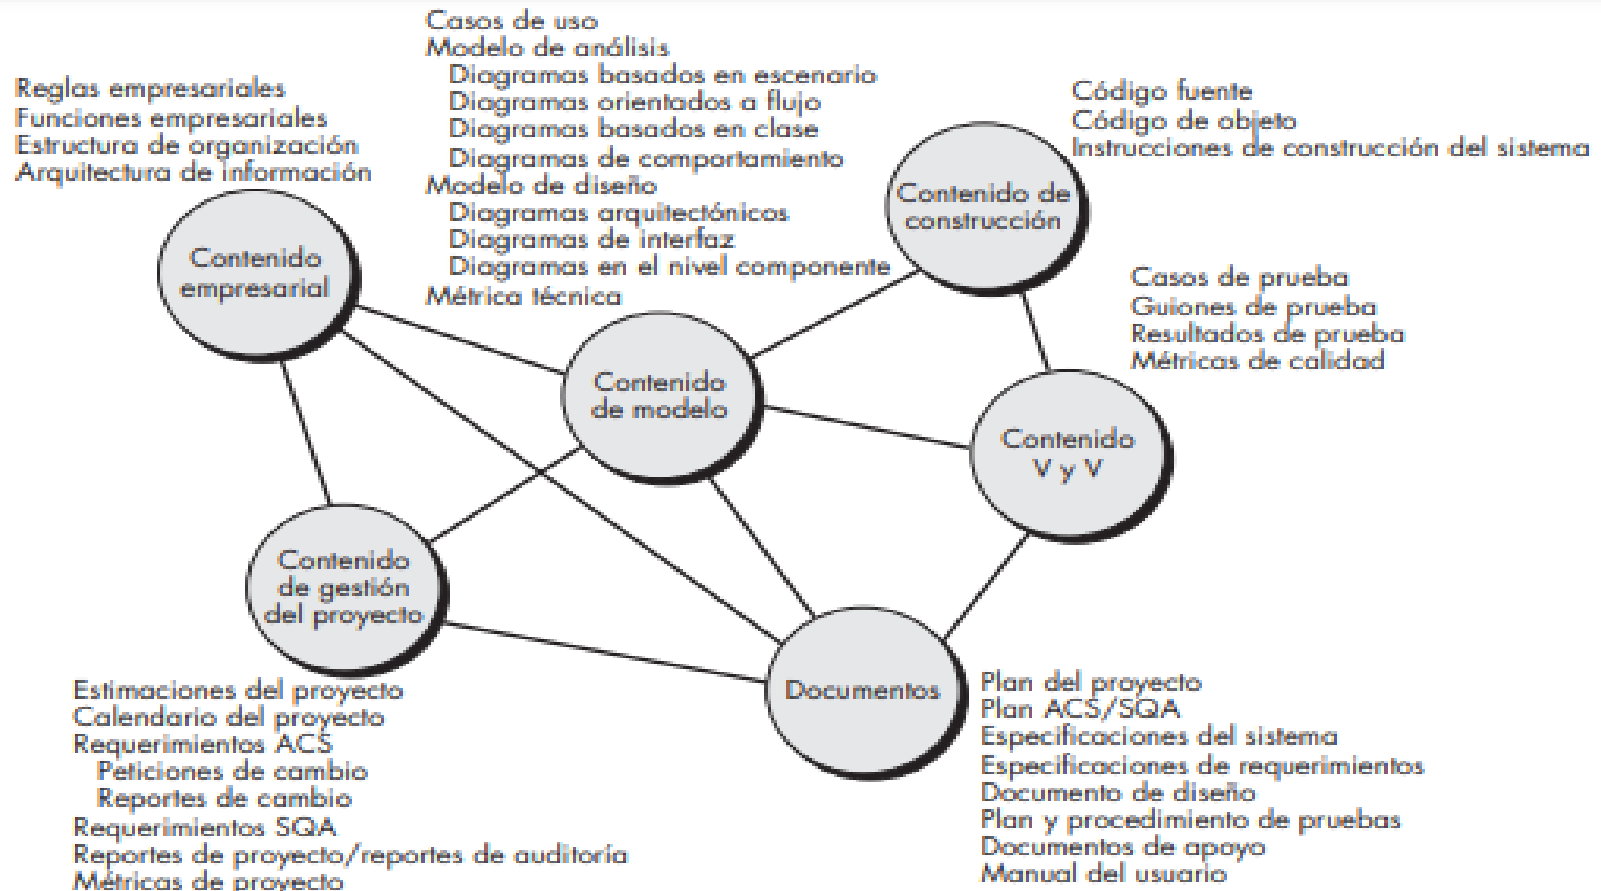 Casos de uso
Modelo de análisis
Diagramas basados en escenario
Diagramas orientados a flujo
Diagramas basados en clase
Diagramas de comportamiento
Modelo de diseño
Diagramas arquitectónicos
Diagramas de interfaz
Diagramas en el nivel componente
Métrica técnica
Reglas empresariales
Funciones empresariales
Estructura de organización
Arquitectura de información
Código fuente
Código de objeto
Instrucciones de construcción del sistema
Contenido de
construcción
Contenido
empresarial
Casos de prueba
Guiones de prueba
Resultados de prueba
Métricas de calidad
Contenido
de modelo
Contenido
V y V
Contenido
de gestión
del proyecto
Documentos
Estimaciones del proyecto
Calendario del proyecto
Requerimientos ACS
Peticiones de cambio
Reportes de cambio
Requerimientos SQA
Reportes de proyecto/reportes de auditoría
Métricas de proyecto
Plan del proyecto
Plan ACS/SQA
Especificaciones del sistema
Especificaciones de requerimientos
Documento de diseño
Plan y procedimiento de pruebas
Documentos de apoyo
Manual del usuario